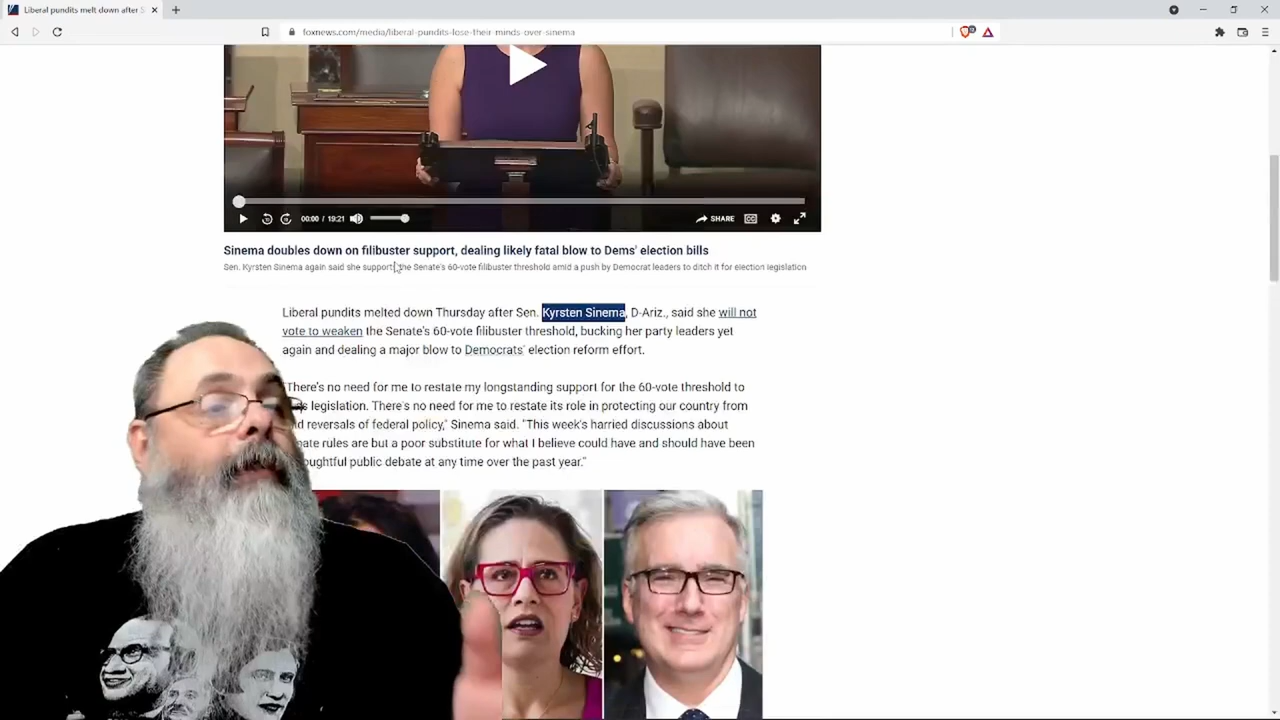 Liberal pundits melt down after S
foxnews.com/media/liberal-pundits-lose-their-minds-over-sinema
00:00 / 19:21
SHARE
Sinema doubles down on filibuster support, dealing likely fatal blow to Dems' election bills
Sen. Kyrsten Sinema again said she supports the Senate's 60-vote filibuster threshold amid a push by Democrat leaders to ditch it for election legislation
Liberal pundits melted down Thursday after Sen. Kyrsten Sinema, D-Ariz., said she will not
vote to weaken the Senate's 60-vote filibuster threshold, bucking her party leaders yet
again and dealing a major blow to Democrats' election reform effort.
"There's no need for me to restate my longstanding support for the 60-vote threshold to
legislation. There's no need for me to restate its role in protecting our country from
reversals of federal policy," Sinema said. "This week's harried discussions about
rules are but a poor substitute for what I believe could have and should have been
public debate at any time over the past year."